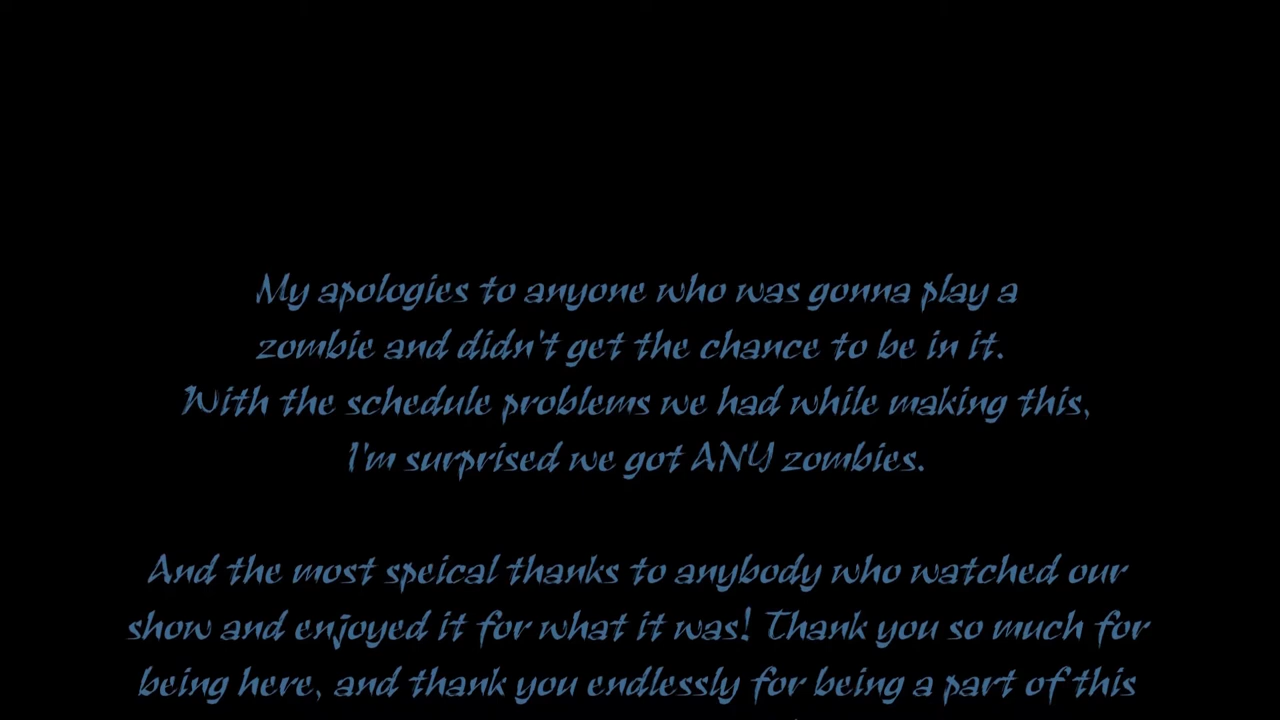 My apologies to anyone who was gonna play a
zombie and didn't get the chance to be in it.
With the schedule problems we had while making this,
I'm surprised we got ANY zombies.
And the most speical thanks to anybody who watched our
show and enjoyed it for what it was! Thank you so much for
being here, and thank you endlessly for being a part of this